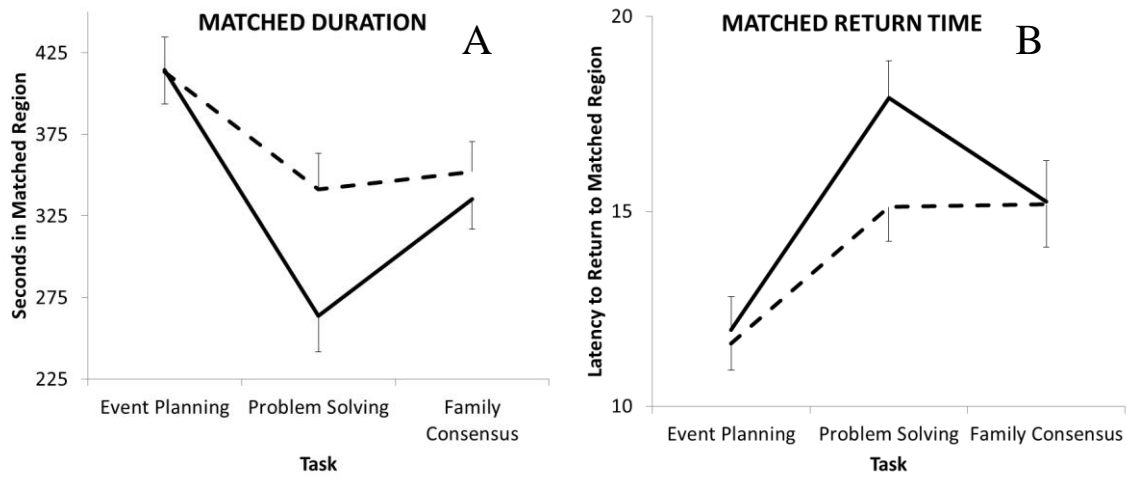 MATCHED DURATION
A
Seconds in Matched Region
425
375
325
275
225
Event Planning
Problem Solving
Family
Consensus
Task
MATCHED RETURN TIME
B
Latency to Return to Matched Region
20
15
10
Event Planning
Problem Solving
Family Consensus
Task